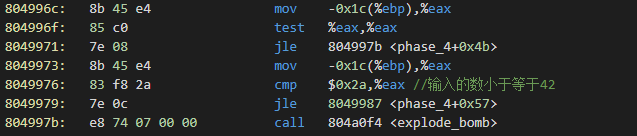 804996c: 8b 45 e4 mov -0x1c(%ebp),%eax
804996f: 85 c0 test %eax,%eax
8049971: 7e 08 jle 804997b <phase_4+0x4b>
8049973: 8b 45 e4 mov -0x1c(%ebp),%eax
8049976: 83 f8 2a cmp $0x2a,%eax //输入的数小于等于42
8049979: 7e 0c jle 8049987 <phase_4+0x57>
804997b: e8 74 07 00 00 call 804a0f4 <explode_bomb>